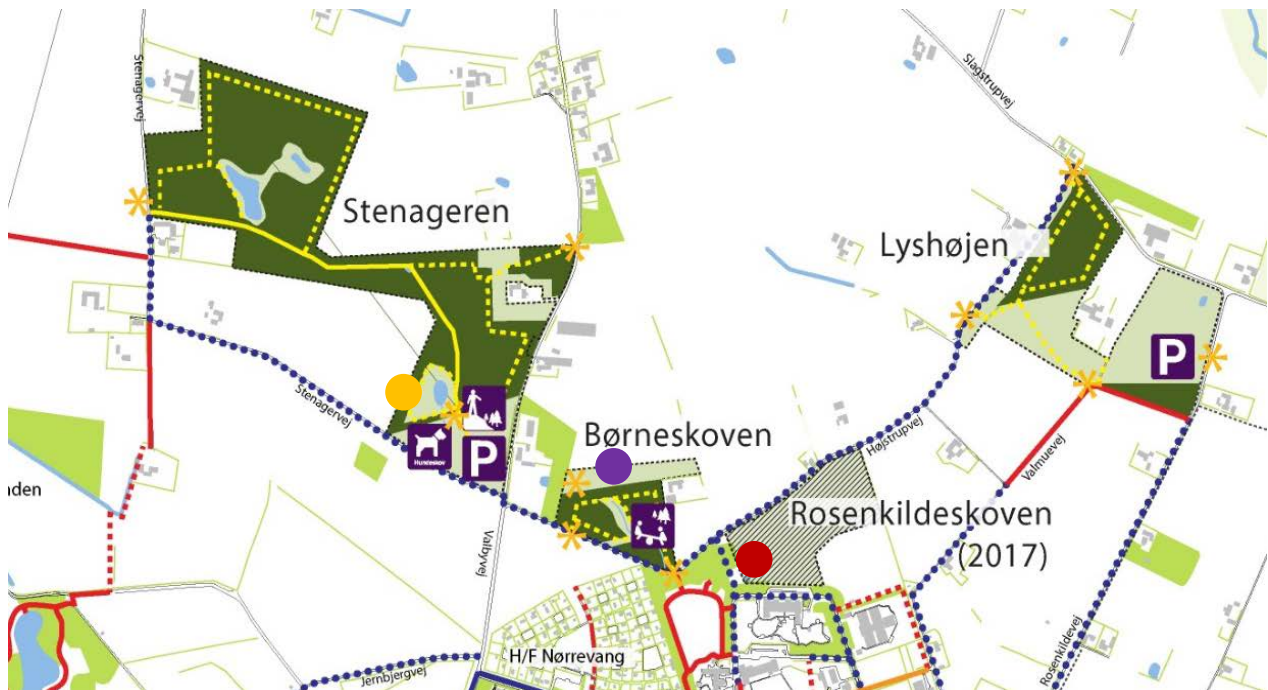 Stenagervej
Slagstrupvej
Stenageren
Lyshøjen
P
Stenagervej
Hundeskov
P
Børneskoven
Højstrupvej
Valmuevej
nden
Rosenkildeskoven
(2017)
Valbyvej
Rosenkildevej
H/F Nørrevang
Jernbjergvej